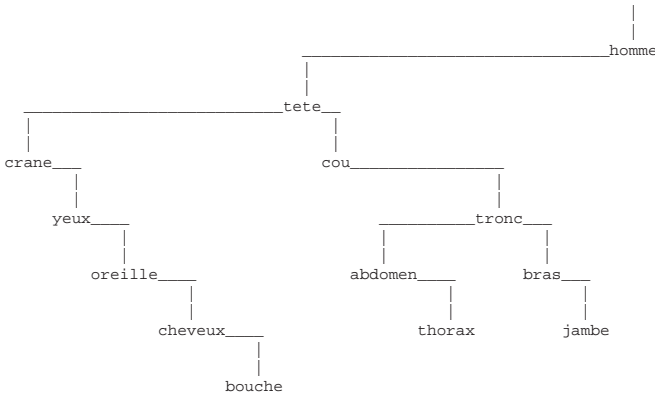 homme
tete
crane cou
yeux tronc
oreille abdomen bras
cheveux thorax jambe
bouche